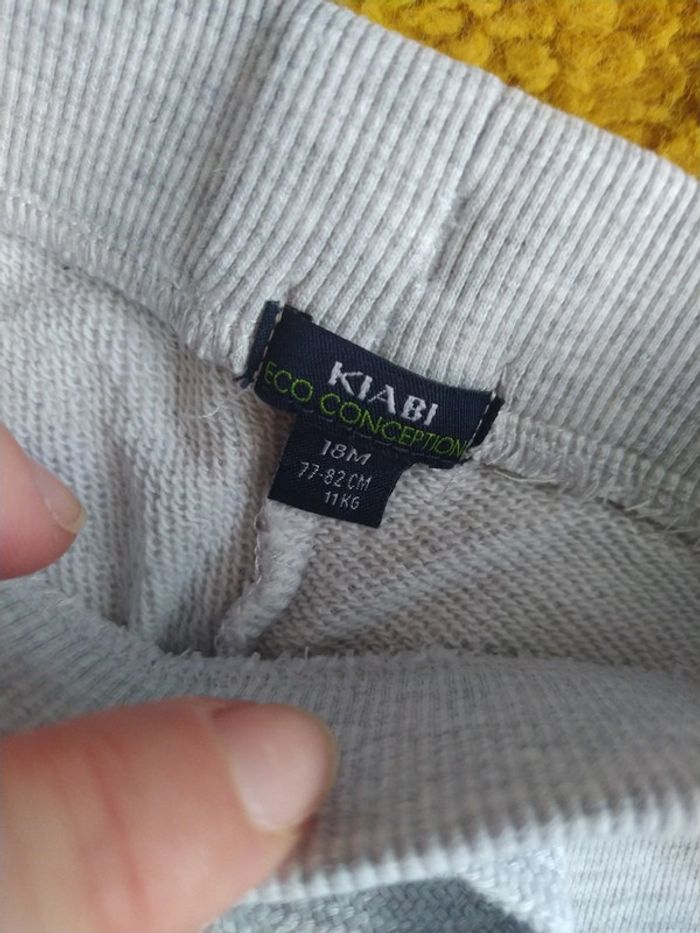 KIABI
ECO CONCEPTION
18M
77-82 CM
11 KG